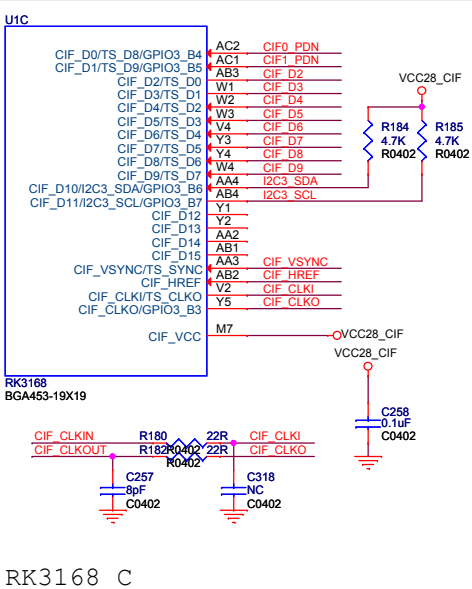 U1C
CIF_D0/TS_D8/GPIO3_B4 AC2 CIF0_PDN
CIF_D1/TS_D9/GPIO3_B5 AC1 CIF1_PDN
CIF_D2/TS_D0 AB3 CIF_D2
CIF_D3/TS_D1 W1 CIF_D3
CIF_D4/TS_D2 W2 CIF_D4
CIF_D5/TS_D3 W3 CIF_D5
CIF_D6/TS_D4 V4 CIF_D6
CIF_D7/TS_D5 Y3 CIF_D7
CIF_D8/TS_D6 Y4 CIF_D8
CIF_D9/TS_D7 W4 CIF_D9
CIF_D10/I2C3_SDA/GPIO3_B6 AA4 I2C3_SDA
CIF_D11/I2C3_SCL/GPIO3_B7 AB4 I2C3_SCL
CIF_D12 Y1
CIF_D13 Y2
CIF_D14 AA2
CIF_D15 AB1
CIF_VSYNC/TS_SYNC AA3 CIF_VSYNC
CIF_HREF AB2 CIF_HREF
CIF_CLKI/TS_CLKO V2 CIF_CLKI
CIF_CLKO/GPIO3_B3 Y5 CIF_CLKO
CIF_VCC M7 VCC28_CIF
VCC28_CIF
R184 R185
4.7K 4.7K
R0402 R0402
RK3168
BGA453-19X19
VCC28_CIF
C258
0.1uF
C0402
CIF_CLKIN R180 R0402 22R CIF_CLKI
CIF_CLKOUT R182 R0402 22R CIF_CLKO
C257 C318
8pF NC
C0402 C0402
RK3168 C